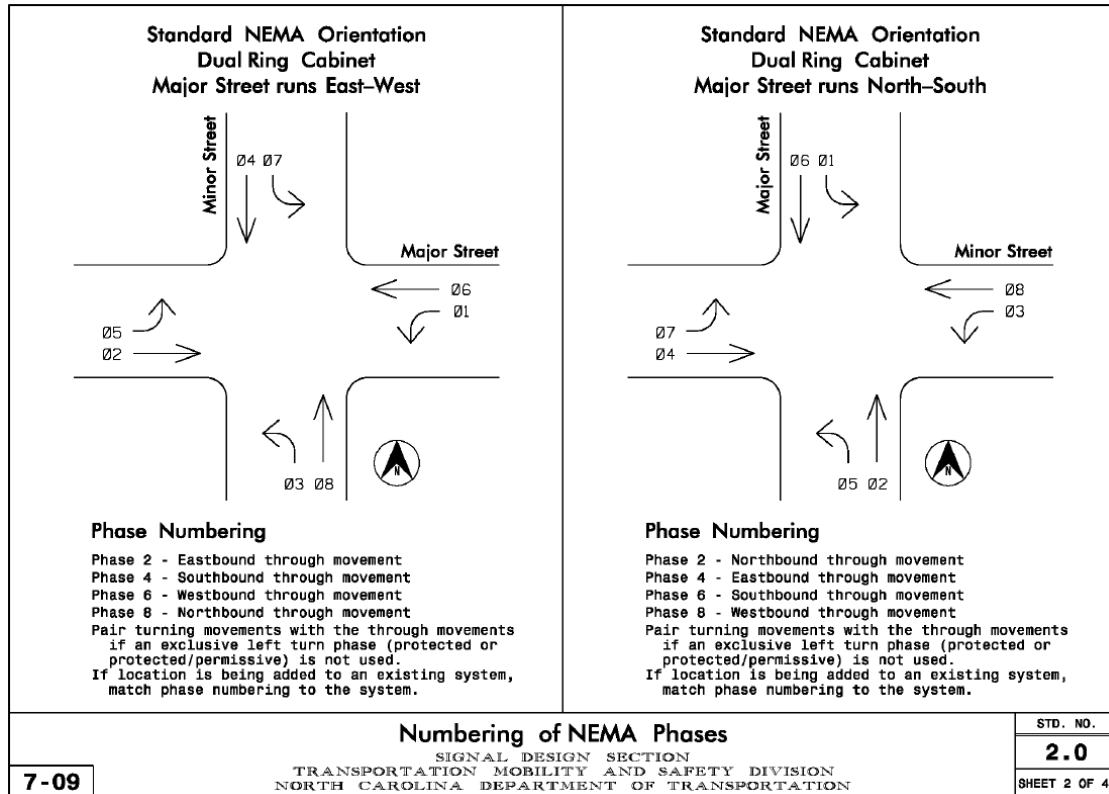 Standard NEMA Orientation
Dual Ring Cabinet
Major Street runs East–West
Minor Street
Ø4 Ø7
Major Street
Ø6
Ø1
Ø5
Ø2
Ø3 Ø8
N
Phase Numbering
Phase 2 - Eastbound through movement
Phase 4 - Southbound through movement
Phase 6 - Westbound through movement
Phase 8 - Northbound through movement
Pair turning movements with the through movements
if an exclusive left turn phase (protected or
protected/permissive) is not used.
If location is being added to an existing system,
match phase numbering to the system.
Standard NEMA Orientation
Dual Ring Cabinet
Major Street runs North–South
Major Street
Ø6 Ø1
Minor Street
Ø8
Ø3
Ø7
Ø4
Ø5 Ø2
N
Phase Numbering
Phase 2 - Northbound through movement
Phase 4 - Eastbound through movement
Phase 6 - Southbound through movement
Phase 8 - Westbound through movement
Pair turning movements with the through movements
if an exclusive left turn phase (protected or
protected/permissive) is not used.
If location is being added to an existing system,
match phase numbering to the system.
7-09
Numbering of NEMA Phases
SIGNAL DESIGN SECTION
TRANSPORTATION MOBILITY AND SAFETY DIVISION
NORTH CAROLINA DEPARTMENT OF TRANSPORTATION
STD. NO.
2.0
SHEET 2 OF 4